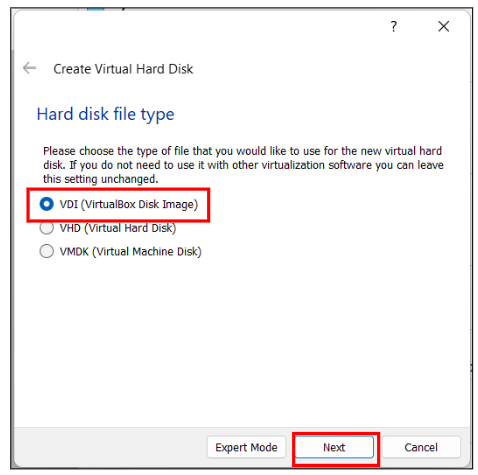 ?
Create Virtual Hard Disk
Hard disk file type
Please choose the type of file that you would like to use for the new virtual hard
disk. If you do not need to use it with other virtualization software you can leave
this setting unchanged.
VDI (VirtualBox Disk Image)
VHD (Virtual Hard Disk)
VMDK (Virtual Machine Disk)
Expert Mode Next Cancel